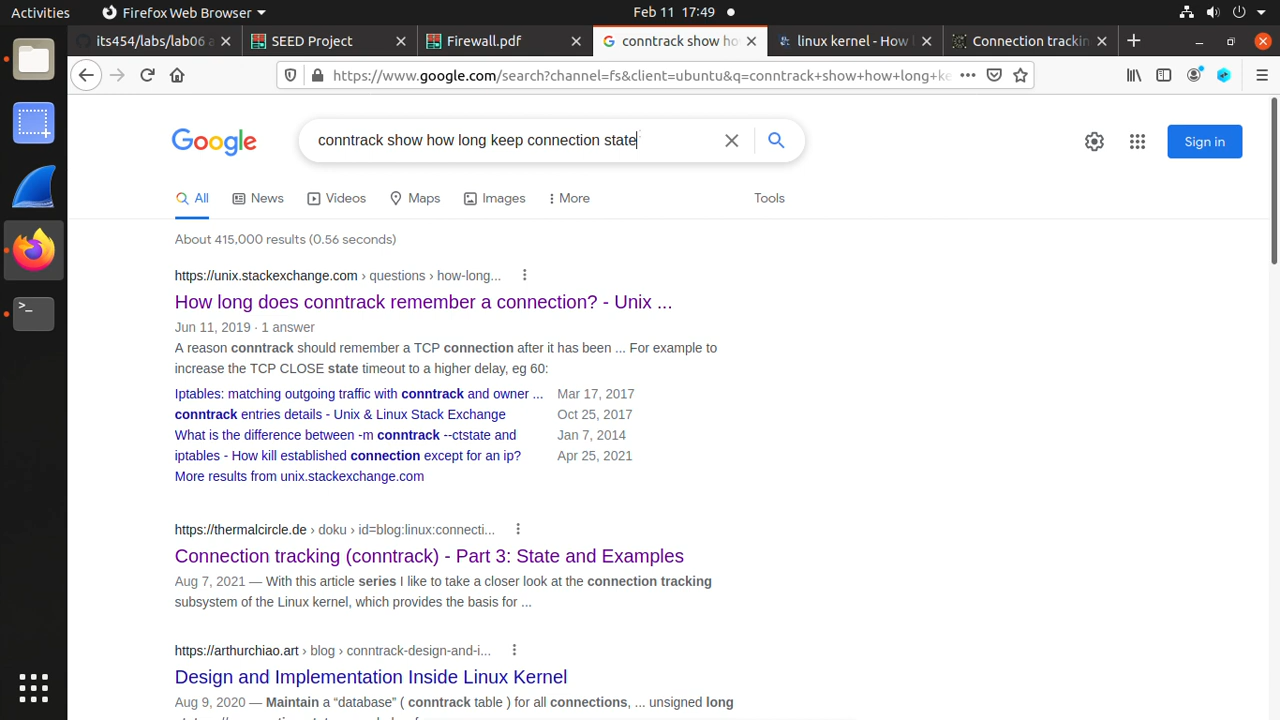 Activities
Firefox Web Browser
Feb 11 17:49
its454/labs/lab06 a
SEED Project
Firewall.pdf
conntrack show ho
linux kernel - How l
Connection trackin
https://www.google.com/search?channel=fs&client=ubuntu&q=conntrack+show+how+long+ke
Google
conntrack show how long keep connection state
Sign in
All
News
Videos
Maps
Images
More
Tools
About 415,000 results (0.56 seconds)
https://unix.stackexchange.com › questions › how-long...
How long does conntrack remember a connection? - Unix ...
Jun 11, 2019 · 1 answer
A reason conntrack should remember a TCP connection after it has been ... For example to
increase the TCP CLOSE state timeout to a higher delay, eg 60:
Iptables: matching outgoing traffic with conntrack and owner ... Mar 17, 2017
conntrack entries details - Unix & Linux Stack Exchange Oct 25, 2017
What is the difference between -m conntrack --ctstate and Jan 7, 2014
iptables - How kill established connection except for an ip? Apr 25, 2021
More results from unix.stackexchange.com
https://thermalcircle.de › doku › id=blog:linux:connecti...
Connection tracking (conntrack) - Part 3: State and Examples
Aug 7, 2021 — With this article series I like to take a closer look at the connection tracking
subsystem of the Linux kernel, which provides the basis for ...
https://arthurchiao.art › blog › conntrack-design-and-i...
Design and Implementation Inside Linux Kernel
Aug 9, 2020 — Maintain a “database” ( conntrack table ) for all connections, ... unsigned long